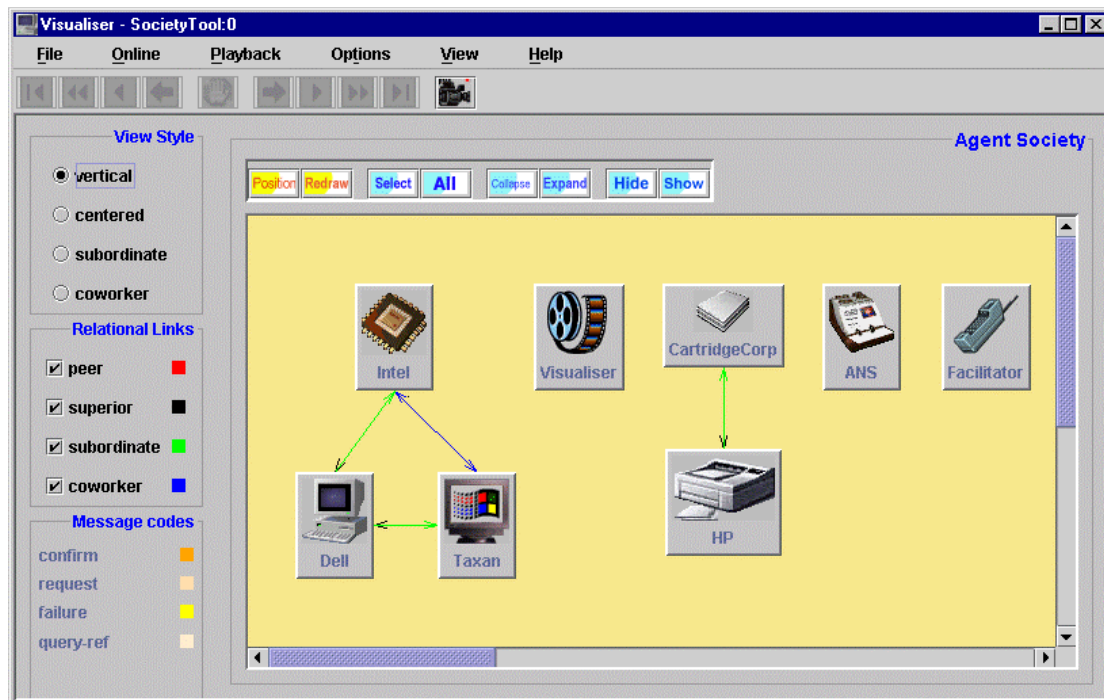 Visualiser - SocietyTool:0
File Online Playback Options View Help
View Style
vertical
centered
subordinate
coworker
Relational Links
peer
superior
subordinate
coworker
Message codes
confirm
request
failure
query-ref
Agent Society
Position Redraw Select All Collapse Expand Hide Show
Intel
Visualiser
CartridgeCorp
ANS
Facilitator
Dell
Taxan
HP